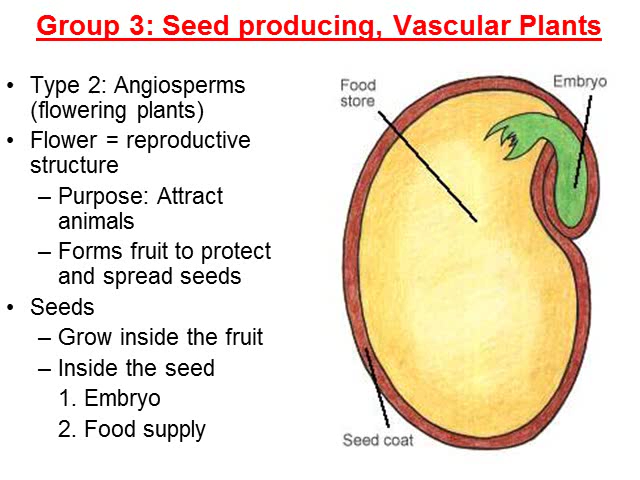 Group 3: Seed producing, Vascular Plants
• Type 2: Angiosperms
(flowering plants)
• Flower = reproductive
structure
– Purpose: Attract
animals
– Forms fruit to protect
and spread seeds
• Seeds
– Grow inside the fruit
– Inside the seed
1. Embryo
2. Food supply
Food
store
Embryo
Seed coat